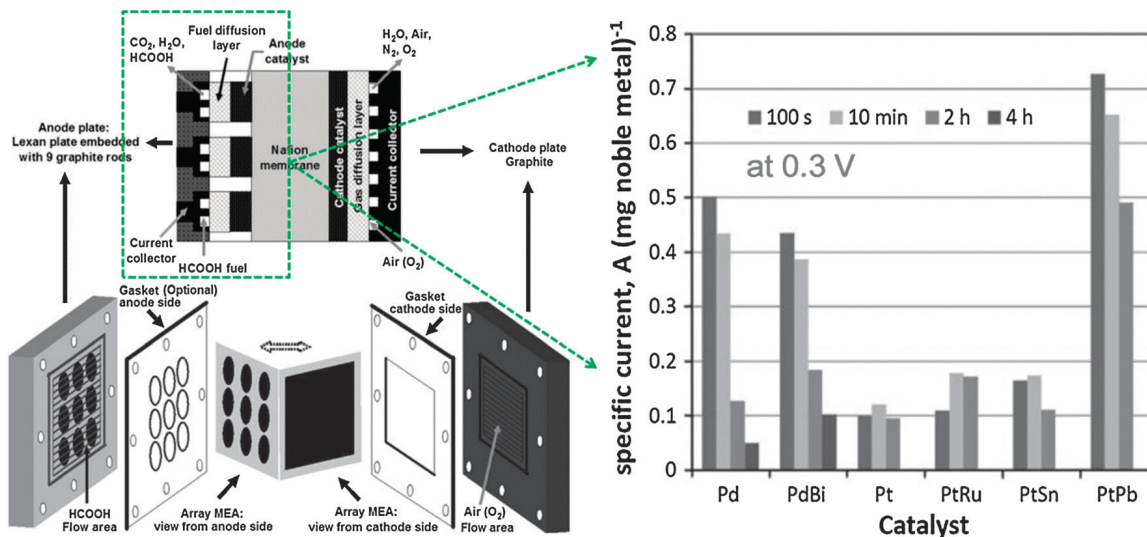 CO2, H2O,
HCOOH
Fuel diffusion
layer
Anode
catalyst
H2O, Air,
N2, O2
Anode plate:
Lexan plate embedded
with 9 graphite rods
Nation
membrane
Cathode catalyst
Gas diffusion layer
Current collector
Cathode plate
Graphite
Current
collector
HCOOH fuel
Air (O2)
Gasket (Optional)
anode side
Gasket
cathode side
HCOOH
Flow area
Array MEA:
view from anode side
Array MEA:
view from cathode side
Air (O2)
Flow area
specific current, A (mg noble metal)-1
0.8
0.7
0.6
0.5
0.4
0.3
0.2
0.1
0
100 s 10 min 2 h 4 h
at 0.3 V
Pd PdBi Pt PtRu PtSn PtPb
Catalyst